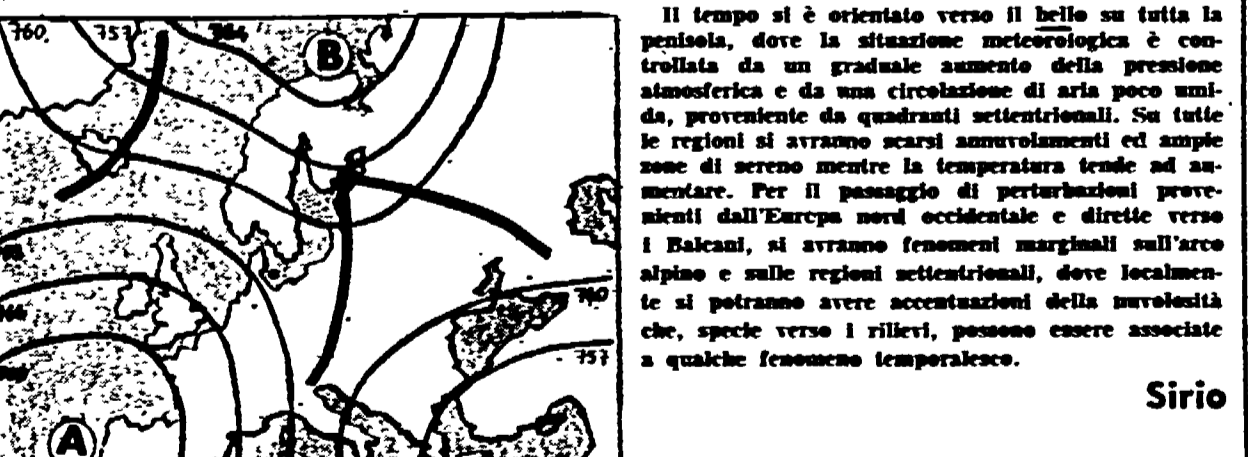 760
757
764
B
760
757
A
Il tempo si è orientato verso il bello su tutta la
penisola, dove la situazione meteorologica è con-
trollata da un graduale aumento della pressione
atmosferica e da una circolazione di aria poco umi-
da, proveniente da quadranti settentrionali. Su tutte
le regioni si avranno scarsi annuvolamenti ed ampie
zone di sereno mentre la temperatura tende ad au-
mentare. Per il passaggio di perturbazioni prove-
nienti dall'Europa nord occidentale e dirette verso
i Balcani, si avranno fenomeni marginali sull'arco
alpino e sulle regioni settentrionali, dove localmen-
te si potranno avere accentuazioni della nuvolosità
che, specie verso i rilievi, possono essere associate
a qualche fenomeno temporalesco.
Sirio